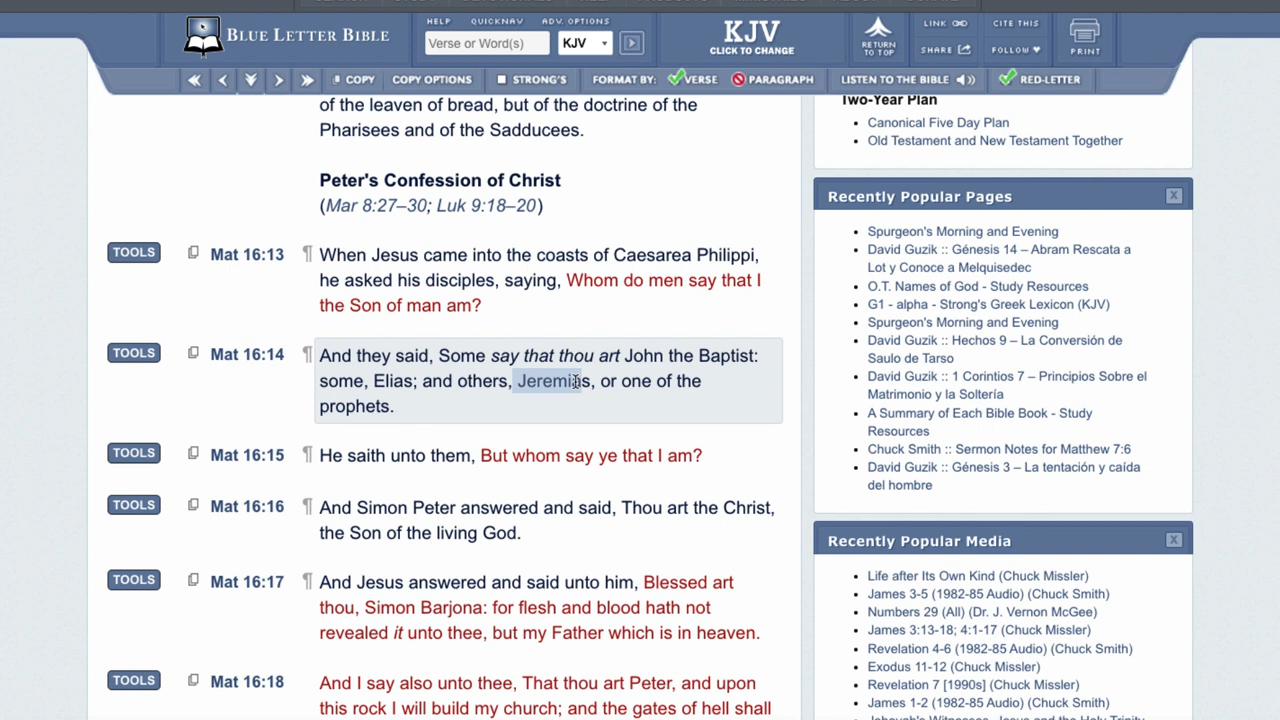 HELP QUICKNAV ADV. OPTIONS
BLUE LETTER BIBLE
Verse or Word(s)
KJV
KJV
CLICK TO CHANGE
RETURN
TO TOP
LINK
SHARE
CITE THIS
FOLLOW
PRINT
COPY COPY OPTIONS STRONG'S FORMAT BY: VERSE PARAGRAPH LISTEN TO THE BIBLE RED-LETTER
of the leaven of bread, but of the doctrine of the
Pharisees and of the Sadducees.
Peter's Confession of Christ
(Mar 8:27–30; Luk 9:18–20)
TOOLS Mat 16:13 ¶ When Jesus came into the coasts of Caesarea Philippi,
he asked his disciples, saying, Whom do men say that I
the Son of man am?
TOOLS Mat 16:14 ¶ And they said, Some say that thou art John the Baptist:
some, Elias; and others, Jeremias, or one of the
prophets.
TOOLS Mat 16:15 ¶ He saith unto them, But whom say ye that I am?
TOOLS Mat 16:16 ¶ And Simon Peter answered and said, Thou art the Christ,
the Son of the living God.
TOOLS Mat 16:17 ¶ And Jesus answered and said unto him, Blessed art
thou, Simon Barjona: for flesh and blood hath not
revealed it unto thee, but my Father which is in heaven.
TOOLS Mat 16:18 ¶ And I say also unto thee, That thou art Peter, and upon
this rock I will build my church; and the gates of hell shall
Two-Year Plan
Canonical Five Day Plan
Old Testament and New Testament Together
Recently Popular Pages
Spurgeon's Morning and Evening
David Guzik :: Génesis 14 – Abram Rescata a
Lot y Conoce a Melquisedec
O.T. Names of God - Study Resources
G1 - alpha - Strong's Greek Lexicon (KJV)
Spurgeon's Morning and Evening
David Guzik :: Hechos 9 – La Conversión de
Saulo de Tarso
David Guzik :: 1 Corintios 7 – Principios Sobre el
Matrimonio y la Soltería
A Summary of Each Bible Book - Study
Resources
Chuck Smith :: Sermon Notes for Matthew 7:6
David Guzik :: Génesis 3 – La tentación y caída
del hombre
Recently Popular Media
Life after Its Own Kind (Chuck Missler)
James 3-5 (1982-85 Audio) (Chuck Smith)
Numbers 29 (All) (Dr. J. Vernon McGee)
James 3:13-18; 4:1-17 (Chuck Missler)
Revelation 4-6 (1982-85 Audio) (Chuck Smith)
Exodus 11-12 (Chuck Missler)
Revelation 7 [1990s] (Chuck Missler)
James 1-2 (1982-85 Audio) (Chuck Smith)